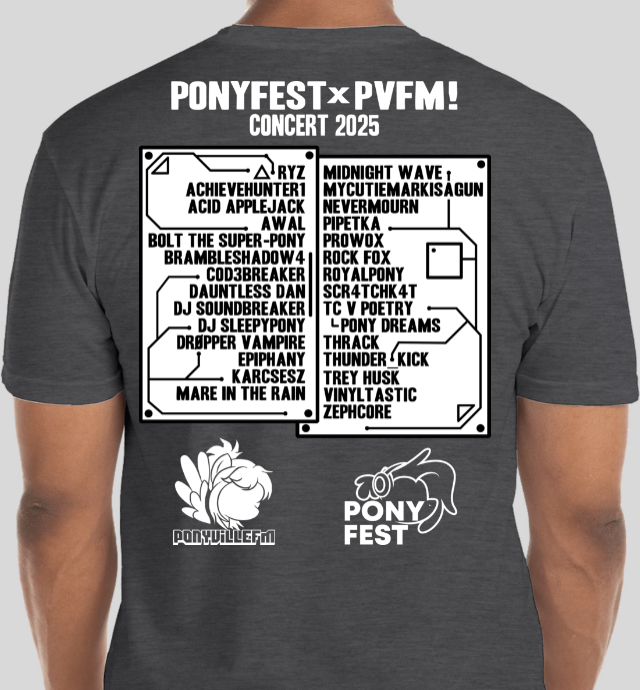 PONYFEST x PVFM!
CONCERT 2025
RYZ
ACHIEVEHUNTER1
ACID APPLEJACK
AWAL
BOLT THE SUPER-PONY
BRAMBLESHADOW4
COD3BREAKER
DAUNTLESS DAN
DJ SOUNDBREAKER
DJ SLEEPYPONY
DRØPPER VAMPIRE
EPIPHANY
KARCSESZ
MARE IN THE RAIN
MIDNIGHT WAVE
MYCUTIEMARKISAGUN
NEVERMOURN
PIPETKA
PROWOX
ROCK FOX
ROYALPONY
SCR4TCHK4T
TC V POETRY
└PONY DREAMS
THRACK
THUNDER_KICK
TREY HUSK
VINYLTASTIC
ZEPHCORE
PONYVILLEFM
PONY
FEST